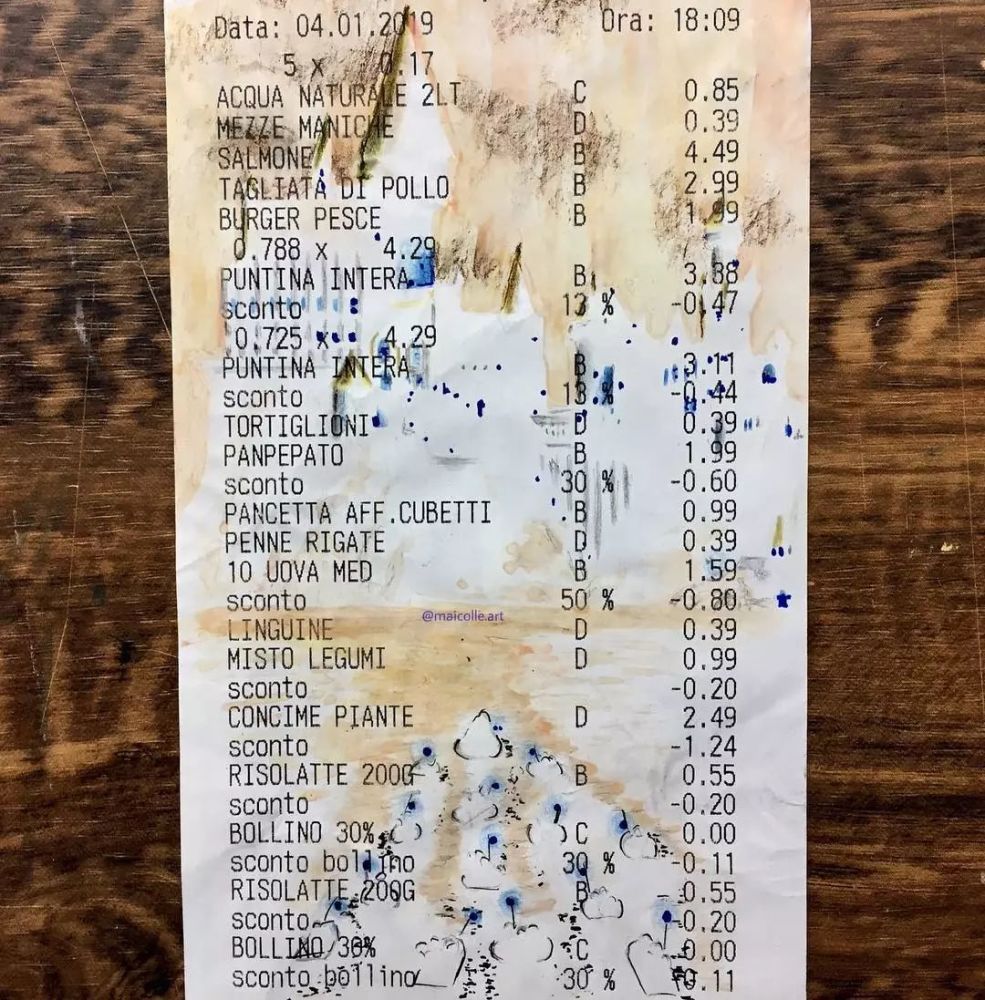 Data: 04.01.2019 Ora: 18:09
5 x 0.17
ACQUA NATURALE 2LT C 0.85
MEZZE MANICHE D 0.39
SALMONE B 4.49
TAGLIATA DI POLLO B 2.99
BURGER PESCE B 1.99
0.788 x 4.29
PUNTINA INTERA B 3.38
sconto 13 % -0.47
0.725 x 4.29
PUNTINA INTERA B 3.11
sconto 13 % -0.44
TORTIGLIONI D 0.39
PANPEPATO B 1.99
sconto 30 % -0.60
PANCETTA AFF.CUBETTI B 0.99
PENNE RIGATE D 0.39
10 UOVA MED B 1.59
sconto 50 % -0.80
@maicolle.art
LINGUINE D 0.39
MISTO LEGUMI D 0.99
sconto -0.20
CONCIME PIANTE D 2.49
sconto -1.24
RISOLATTE 200G B 0.55
sconto -0.20
BOLLINO 30% C 0.00
sconto bollino 30 % -0.11
RISOLATTE 200G B 0.55
sconto -0.20
BOLLINO 30% C 0.00
sconto bollino 30 % -0.11